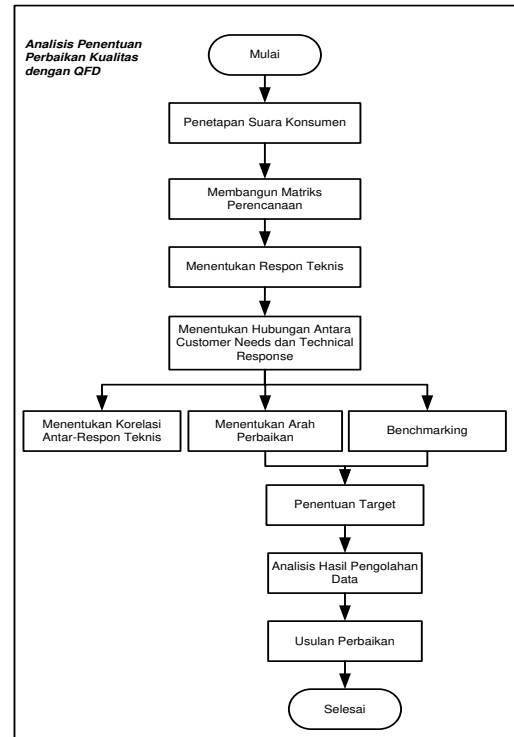 Analisis Penentuan
Perbaikan Kualitas
dengan QFD
Mulai
Penetapan Suara Konsumen
Membangun Matriks
Perencanaan
Menentukan Respon Teknis
Menentukan Hubungan Antara
Customer Needs dan Technical
Response
Menentukan Korelasi
Antar-Respon Teknis
Menentukan Arah
Perbaikan
Benchmarking
Penentuan Target
Analisis Hasil Pengolahan
Data
Usulan Perbaikan
Selesai